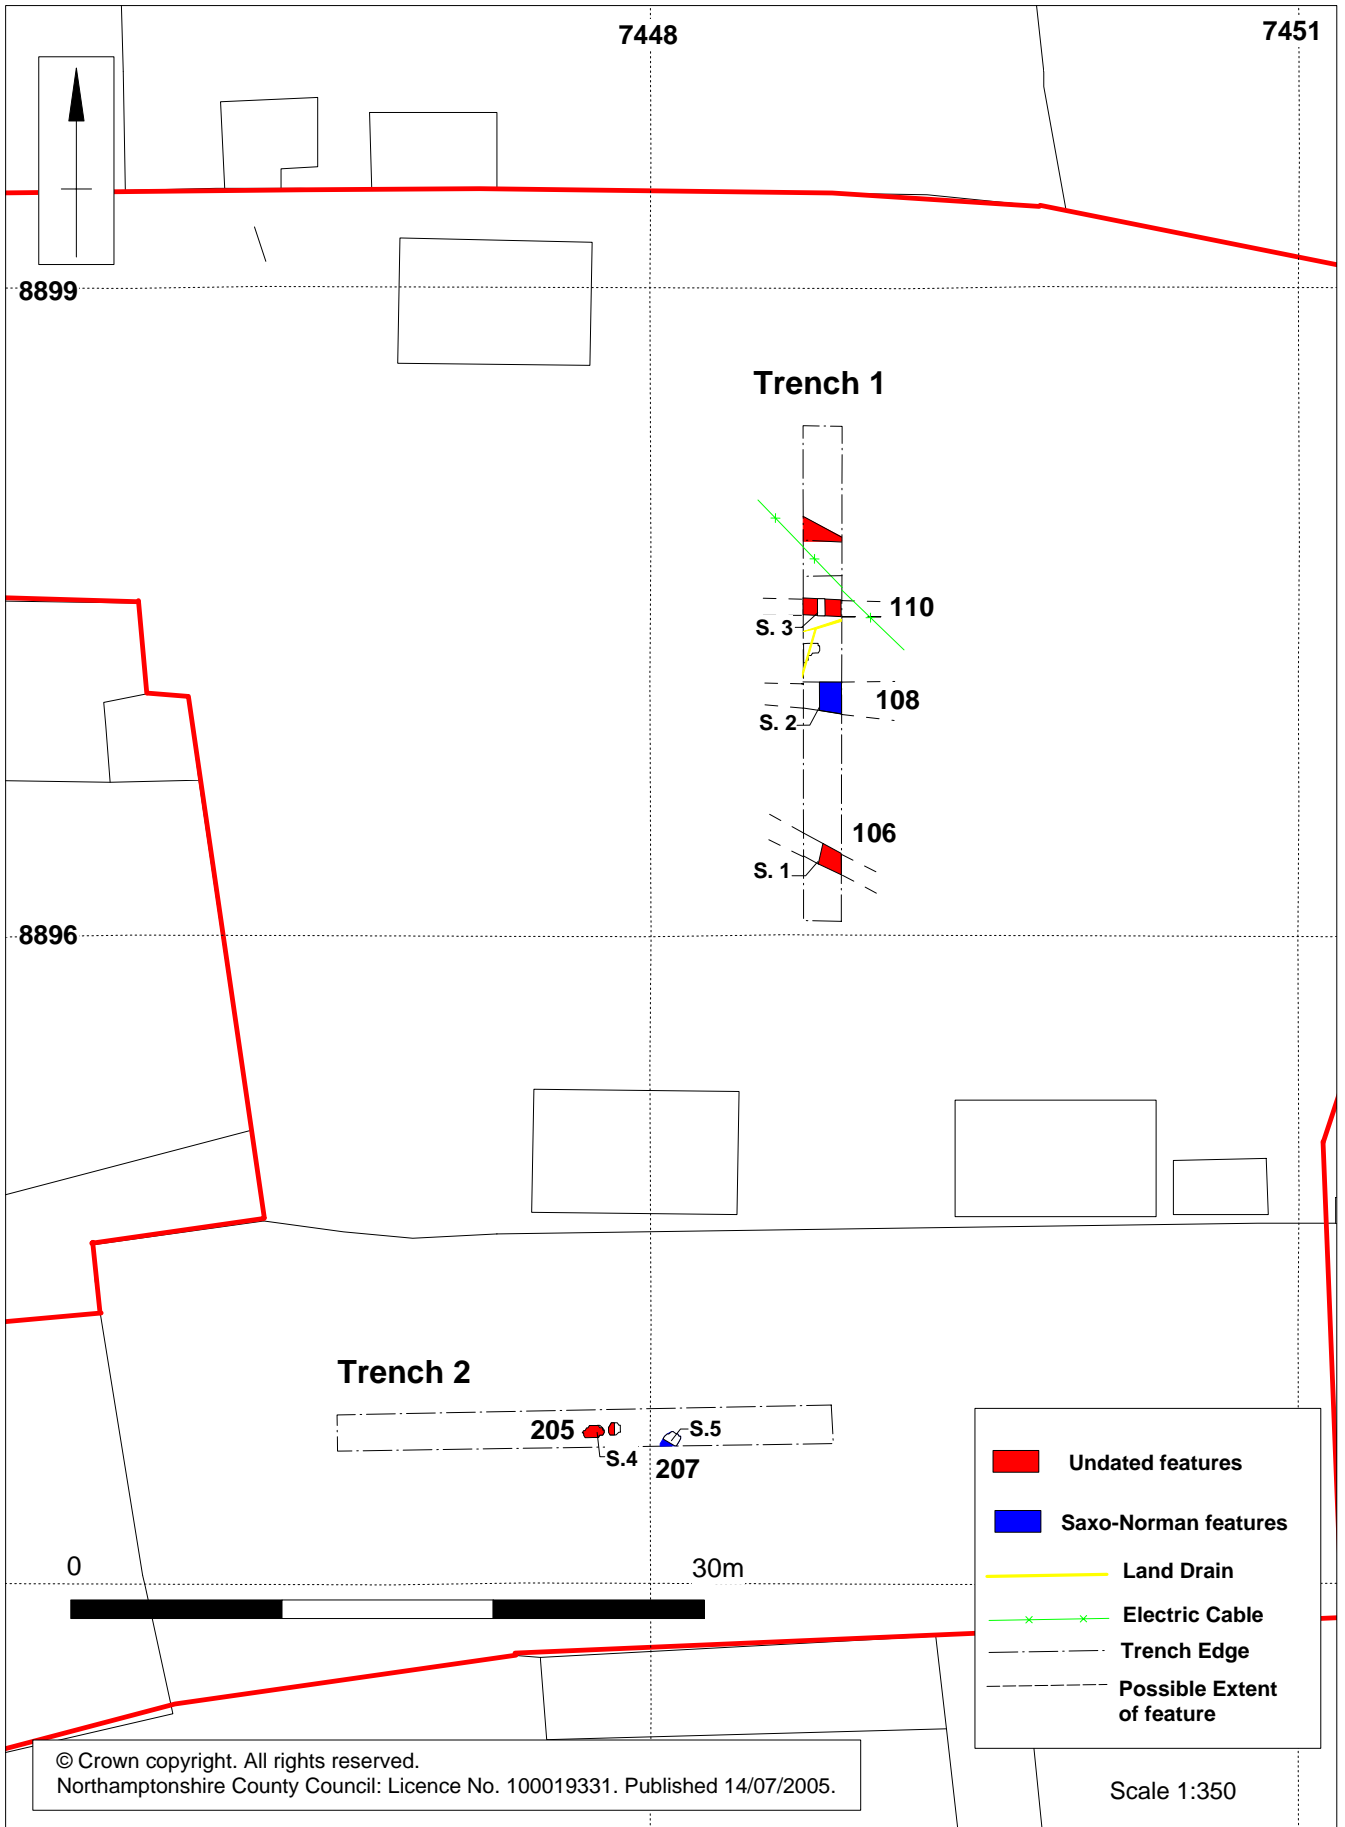 7448
7451
8899
Trench 1
110
S. 3
108
S. 2
106
S. 1
8896
Trench 2
205
S.4
S.5
207
0
30m
Undated features
Saxo-Norman features
Land Drain
Electric Cable
Trench Edge
Possible Extent
of feature
© Crown copyright. All rights reserved.
Northamptonshire County Council: Licence No. 100019331. Published 14/07/2005.
Scale 1:350